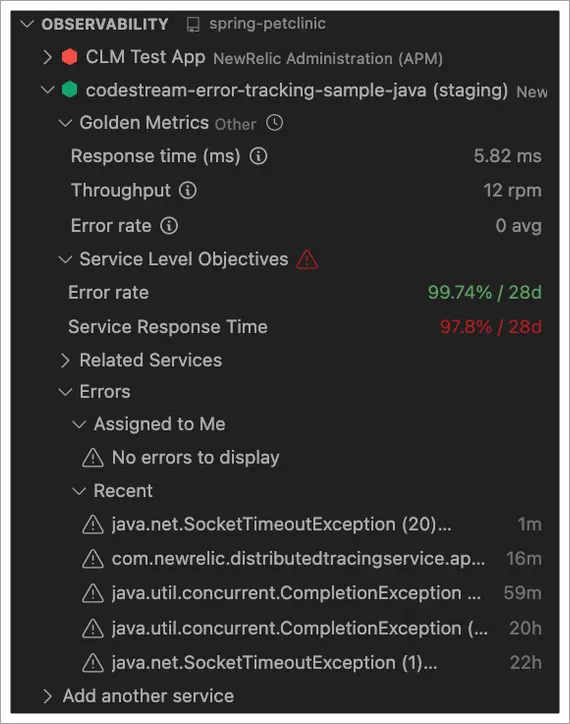 OBSERVABILITY spring-petclinic
CLM Test App NewRelic Administration (APM)
codestream-error-tracking-sample-java (staging) New
Golden Metrics Other
Response time (ms) 5.82 ms
Throughput 12 rpm
Error rate 0 avg
Service Level Objectives
Error rate 99.74% / 28d
Service Response Time 97.8% / 28d
Related Services
Errors
Assigned to Me
No errors to display
Recent
java.net.SocketTimeoutException (20)... 1m
com.newrelic.distributedtracingservice.ap... 16m
java.util.concurrent.CompletionException ... 59m
java.util.concurrent.CompletionException (... 20h
java.net.SocketTimeoutException (1)... 22h
Add another service